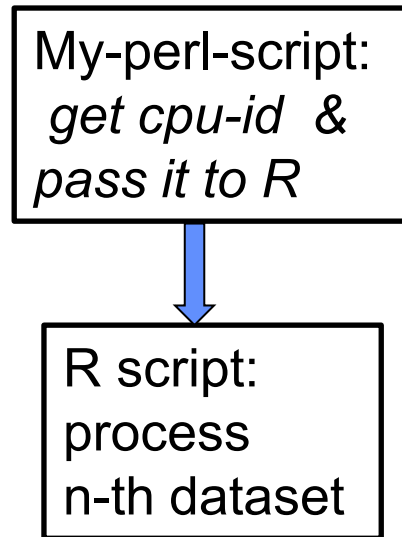 My-perl-script:
get cpu-id & 
pass it to R
R script:
process
n-th dataset